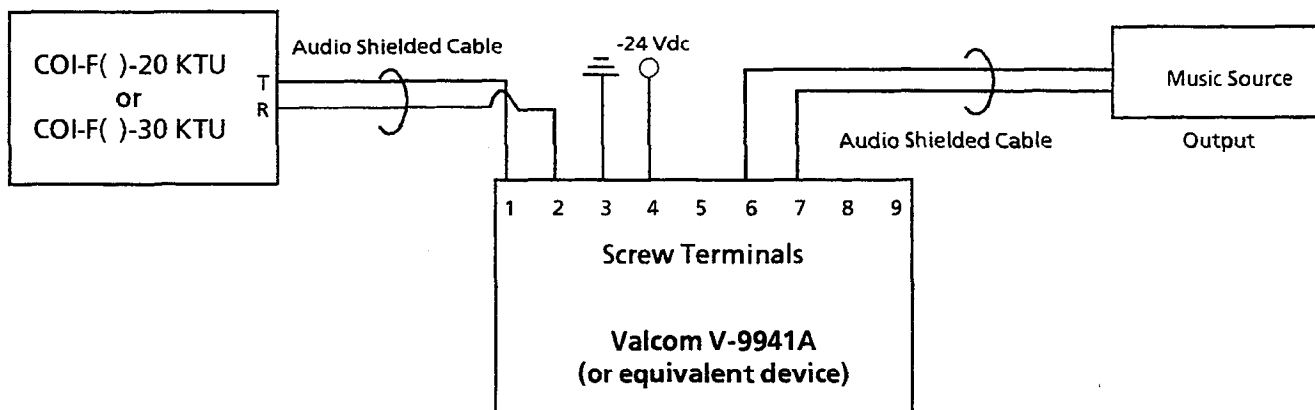 COI-F( )-20 KTU
or
COI-F( )-30 KTU
T
R
Audio Shielded Cable
-24 Vdc
Audio Shielded Cable
Music Source
Output
1 2 3 4 5 6 7 8 9
Screw Terminals
Valcom V-9941A
(or equivalent device)